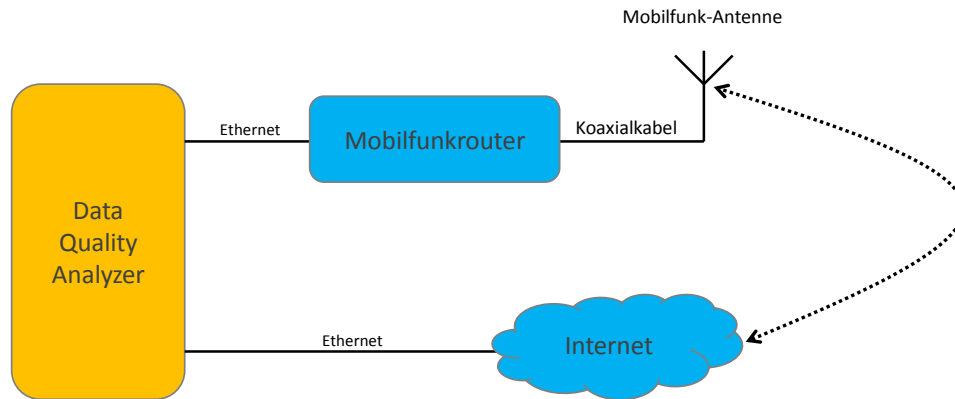 Mobilfunk-Antenne
Ethernet
Mobilfunkrouter
Koaxialkabel
Data
Quality
Analyzer
Ethernet
Internet